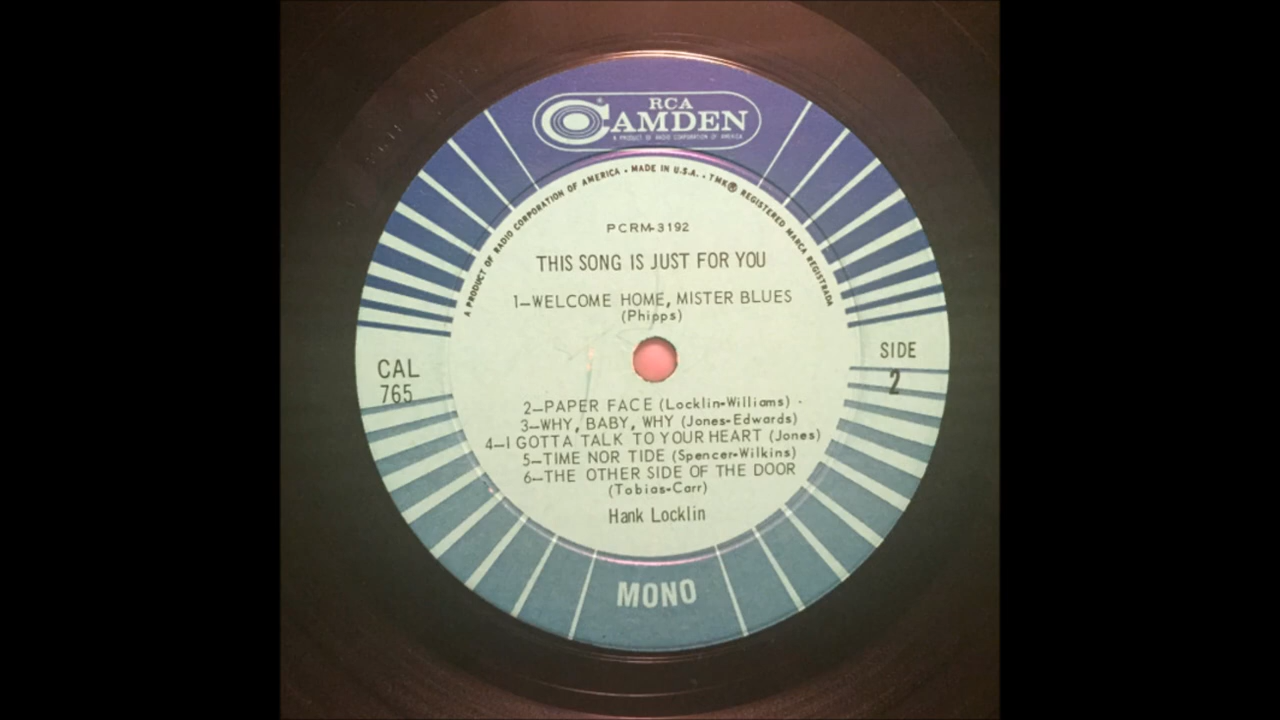 RCA
CAMDEN
A PRODUCT OF RADIO CORPORATION OF AMERICA
A PRODUCT OF RADIO CORPORATION OF AMERICA • MADE IN U.S.A. • TMK® REGISTERED MARCA REGISTRADA
PCRM-3192
THIS SONG IS JUST FOR YOU
1—WELCOME HOME, MISTER BLUES
(Phipps)
CAL
765
SIDE
2
2—PAPER FACE (Locklin-Williams)
3—WHY, BABY, WHY (Jones-Edwards)
4—I GOTTA TALK TO YOUR HEART (Jones)
5—TIME NOR TIDE (Spencer-Wilkins)
6—THE OTHER SIDE OF THE DOOR
(Tobias-Carr)
Hank Locklin
MONO